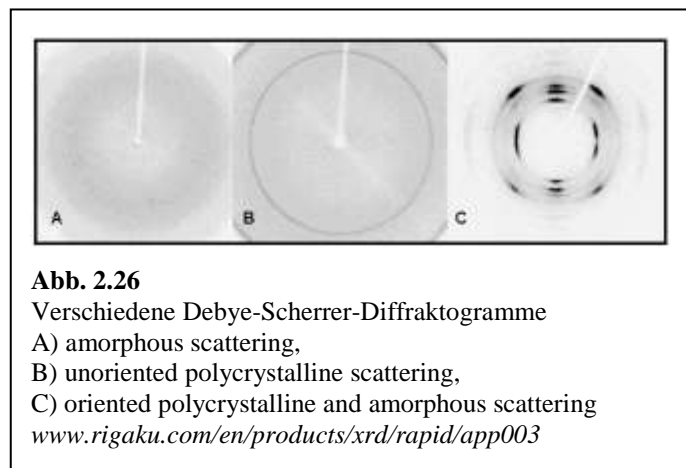 A B C
Abb. 2.26
Verschiedene Debye-Scherrer-Diffraktogramme
A) amorphous scattering,
B) unoriented polycrystalline scattering,
C) oriented polycrystalline and amorphous scattering
www.rigaku.com/en/products/xrd/rapid/app003